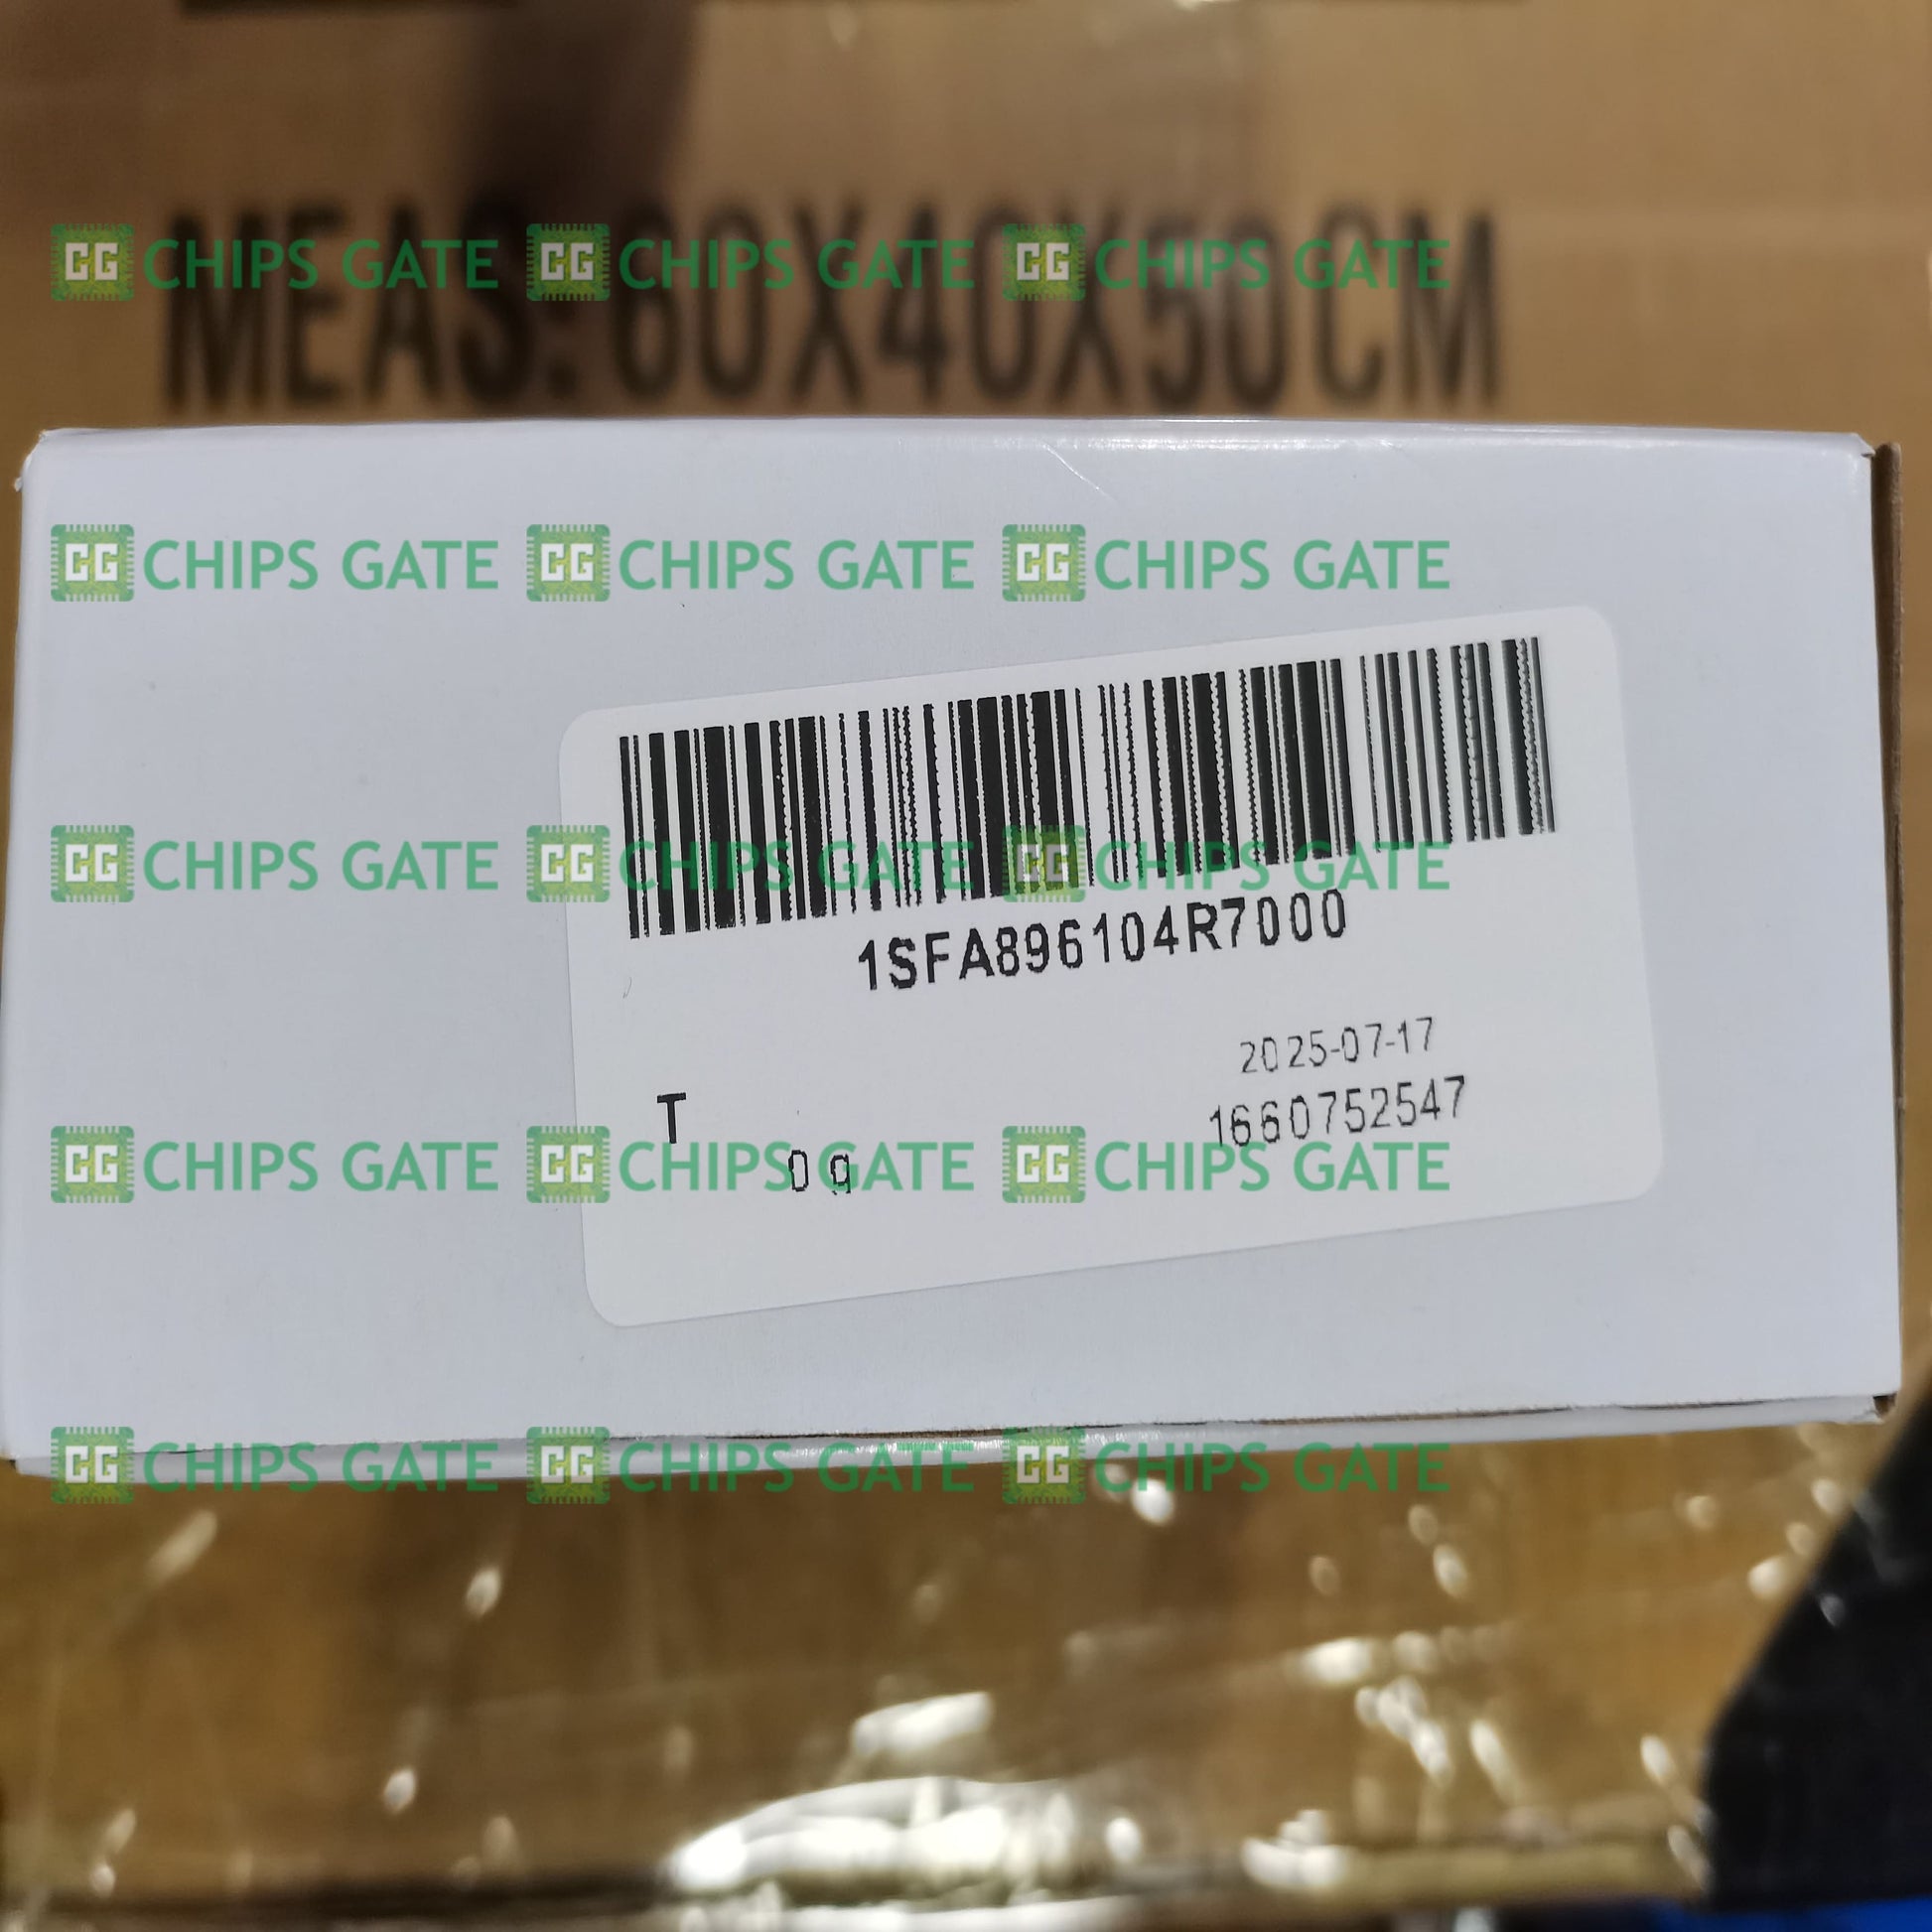 MEAS: 60X40X50CM
CG CHIPS GATE CG CHIPS GATE CG CHIPS GATE
CG CHIPS GATE CG CHIPS GATE CG CHIPS GATE
CG CHIPS GATE CG CHIPS GATE CG CHIPS GATE
1SFA896104R7000
2025-07-17
T
1660752547
0 g
CG CHIPS GATE CG CHIPS GATE CG CHIPS GATE
CG CHIPS GATE CG CHIPS GATE CG CHIPS GATE